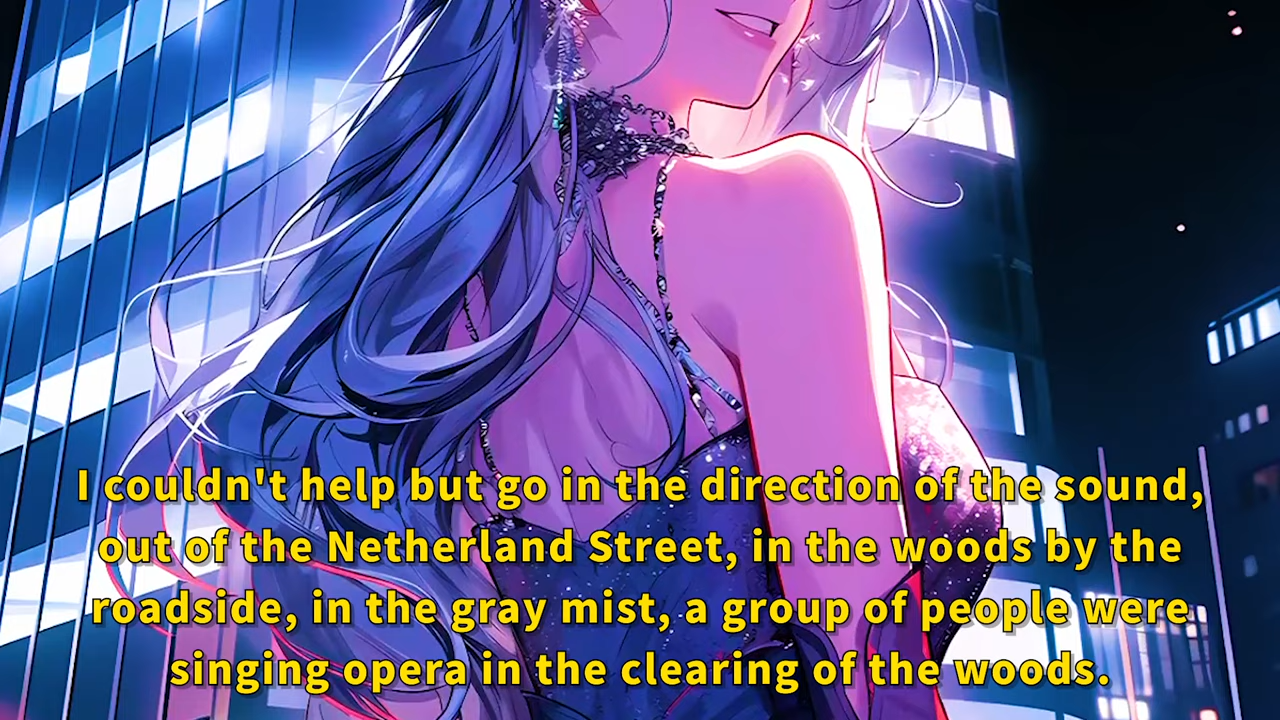 I couldn't help but go in the direction of the sound,
out of the Netherland Street, in the woods by the
roadside, in the gray mist, a group of people were
singing opera in the clearing of the woods.